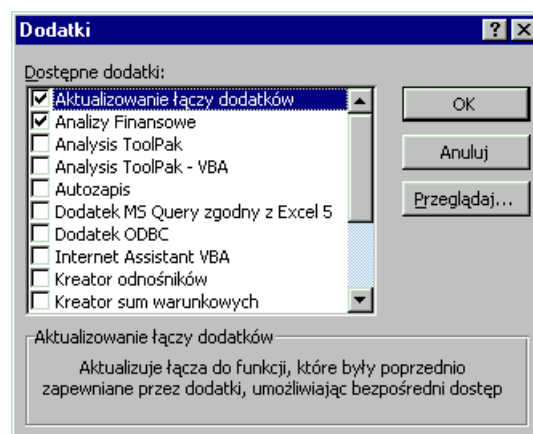 Dodatki
Dostępne dodatki:
Aktualizowanie łączy dodatków
Analizy Finansowe
Analysis ToolPak
Analysis ToolPak - VBA
Autozapis
Dodatek MS Query zgodny z Excel 5
Dodatek ODBC
Internet Assistant VBA
Kreator odnośników
Kreator sum warunkowych
OK
Anuluj
Przeglądaj...
Aktualizowanie łączy dodatków
Aktualizuje łącza do funkcji, które były poprzednio
zapewniane przez dodatki, umożliwiając bezpośredni dostęp